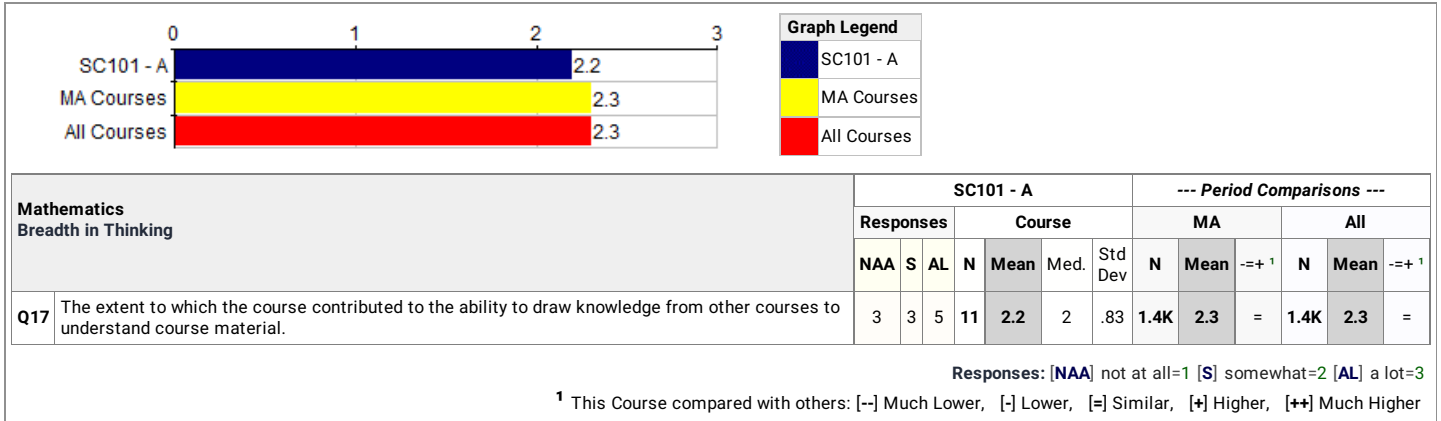 0 1 2 3
SC101 - A 2.2
MA Courses 2.3
All Courses 2.3
Graph Legend
SC101 - A
MA Courses
All Courses
Mathematics
Breadth in Thinking
SC101 - A --- Period Comparisons ---
Responses Course MA All
NAA S AL N Mean Med. Std Dev N Mean -=+ ¹ N Mean -=+ ¹
Q17 The extent to which the course contributed to the ability to draw knowledge from other courses to
understand course material.
3 3 5 11 2.2 2 .83 1.4K 2.3 = 1.4K 2.3 =
Responses: [NAA] not at all=1 [S] somewhat=2 [AL] a lot=3
¹ This Course compared with others: [--] Much Lower, [-] Lower, [=] Similar, [+] Higher, [++] Much Higher